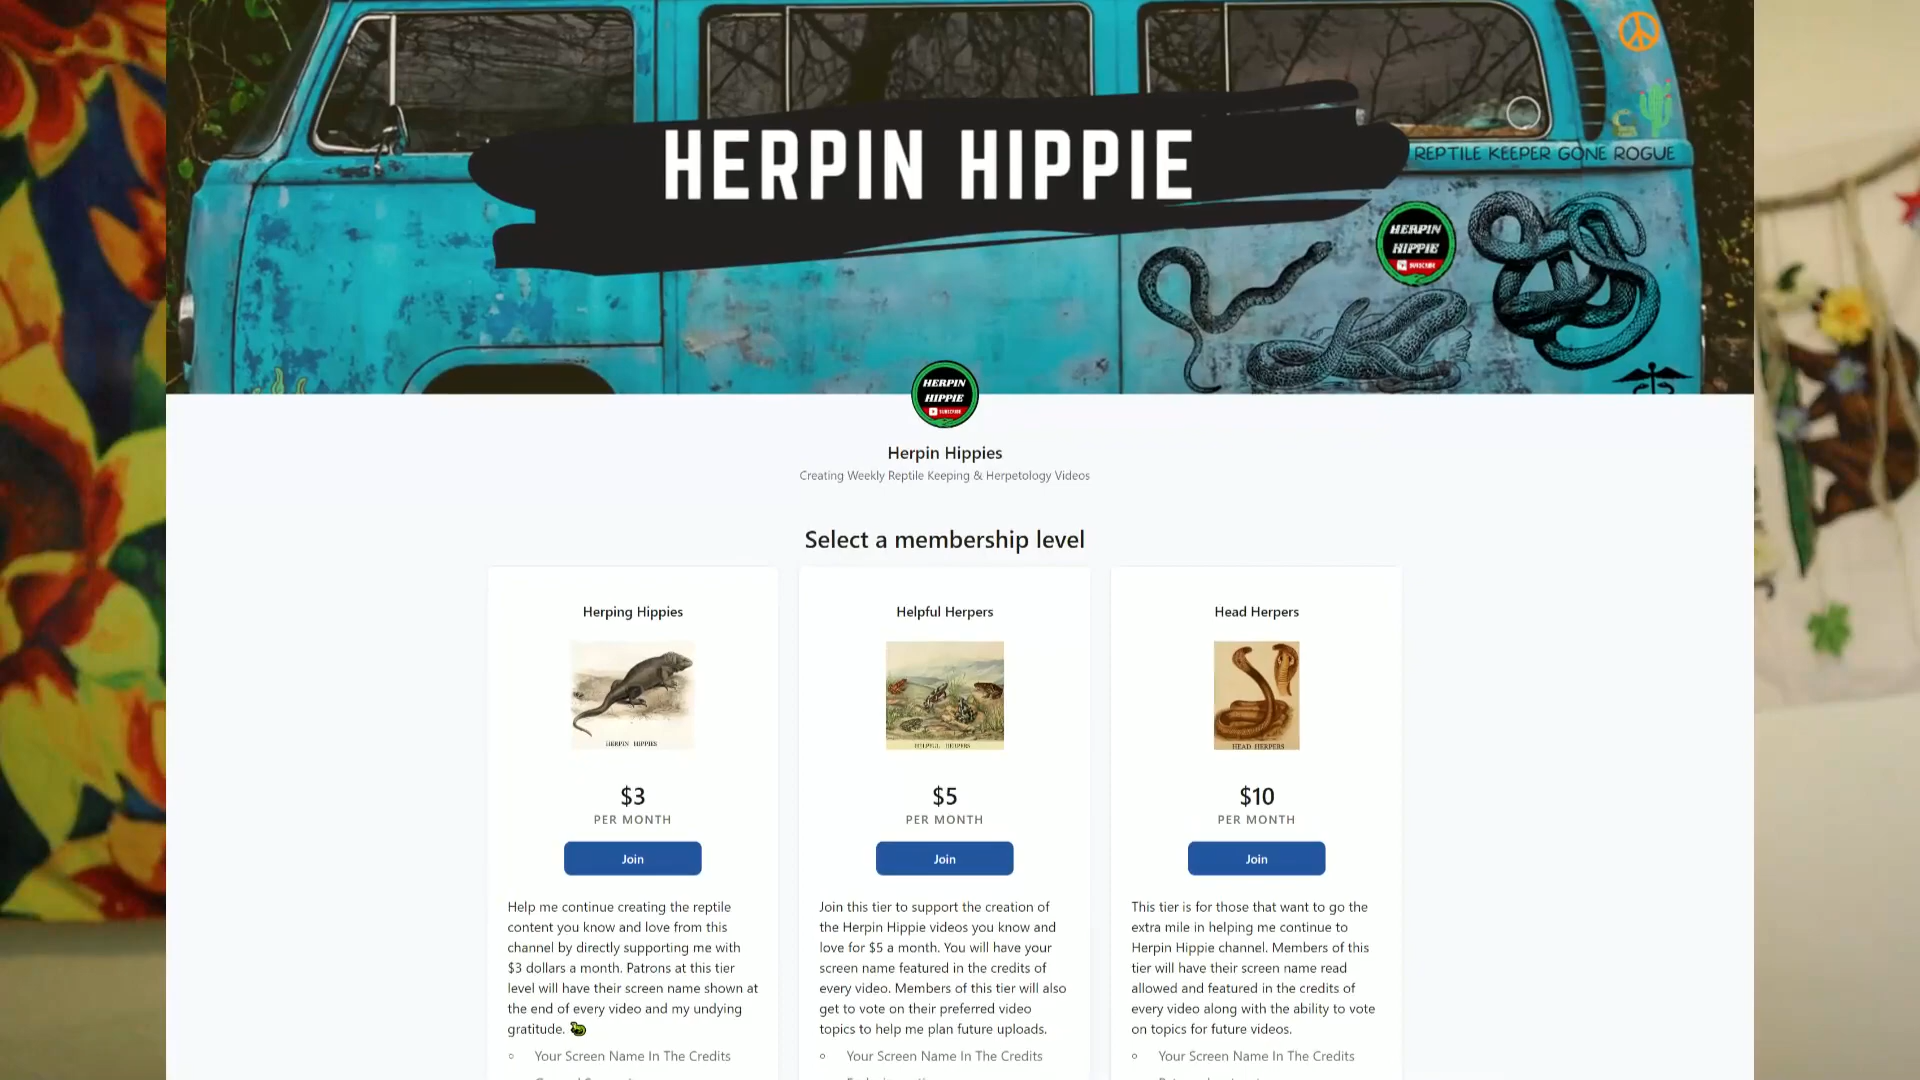 HERPIN HIPPIE
REPTILE KEEPER GONE ROGUE
HERPIN
HIPPIE
SUBSCRIBE
HERPIN
HIPPIE
SUBSCRIBE
Herpin Hippies
Creating Weekly Reptile Keeping & Herpetology Videos
Select a membership level
Herping Hippies
HERPIN HIPPIES
$3
PER MONTH
Join
Help me continue creating the reptile
content you know and love from this
channel by directly supporting me with
$3 dollars a month. Patrons at this tier
level will have their screen name shown at
the end of every video and my undying
gratitude.
Your Screen Name In The Credits
Helpful Herpers
HELPFUL HERPERS
$5
PER MONTH
Join
Join this tier to support the creation of
the Herpin Hippie videos you know and
love for $5 a month. You will have your
screen name featured in the credits of
every video. Members of this tier will also
get to vote on their preferred video
topics to help me plan future uploads.
Your Screen Name In The Credits
Head Herpers
HEAD HERPERS
$10
PER MONTH
Join
This tier is for those that want to go the
extra mile in helping me continue to
Herpin Hippie channel. Members of this
tier will have their screen name read
allowed and featured in the credits of
every video along with the ability to vote
on topics for future videos.
Your Screen Name In The Credits